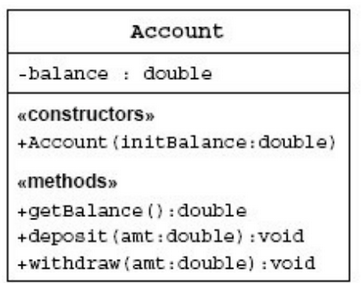 Account
-balance : double
«constructors»
+Account(initBalance:double)
«methods»
+getBalance():double
+deposit(amt:double):void
+withdraw(amt:double):void